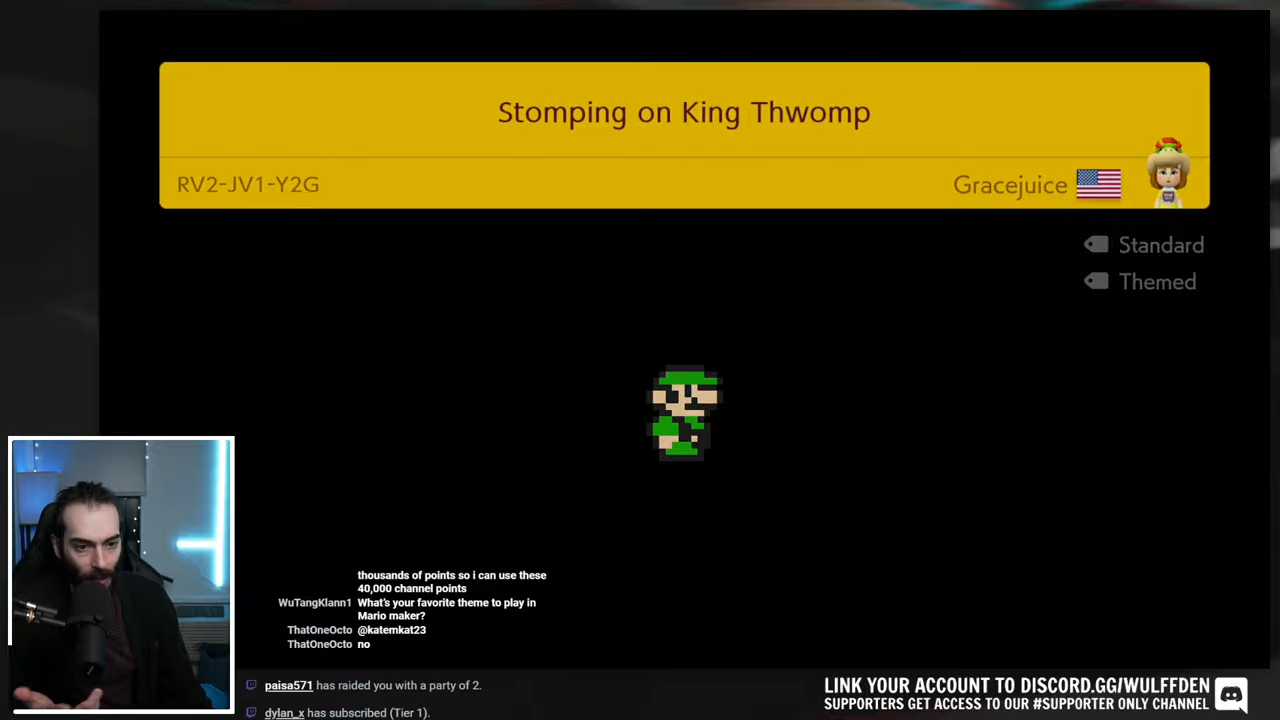 Stomping on King Thwomp
RV2-JV1-Y2G
Gracejuice
Standard
Themed
thousands of points so i can use these
40,000 channel points
WuTangKlann1 What's your favorite theme to play in
Mario maker?
ThatOneOcto @katemkat23
ThatOneOcto no
paisa571 has raided you with a party of 2.
dylan_x has subscribed (Tier 1).
LINK YOUR ACCOUNT TO DISCORD.GG/WULFFDEN
SUPPORTERS GET ACCESS TO OUR #SUPPORTER ONLY CHANNEL